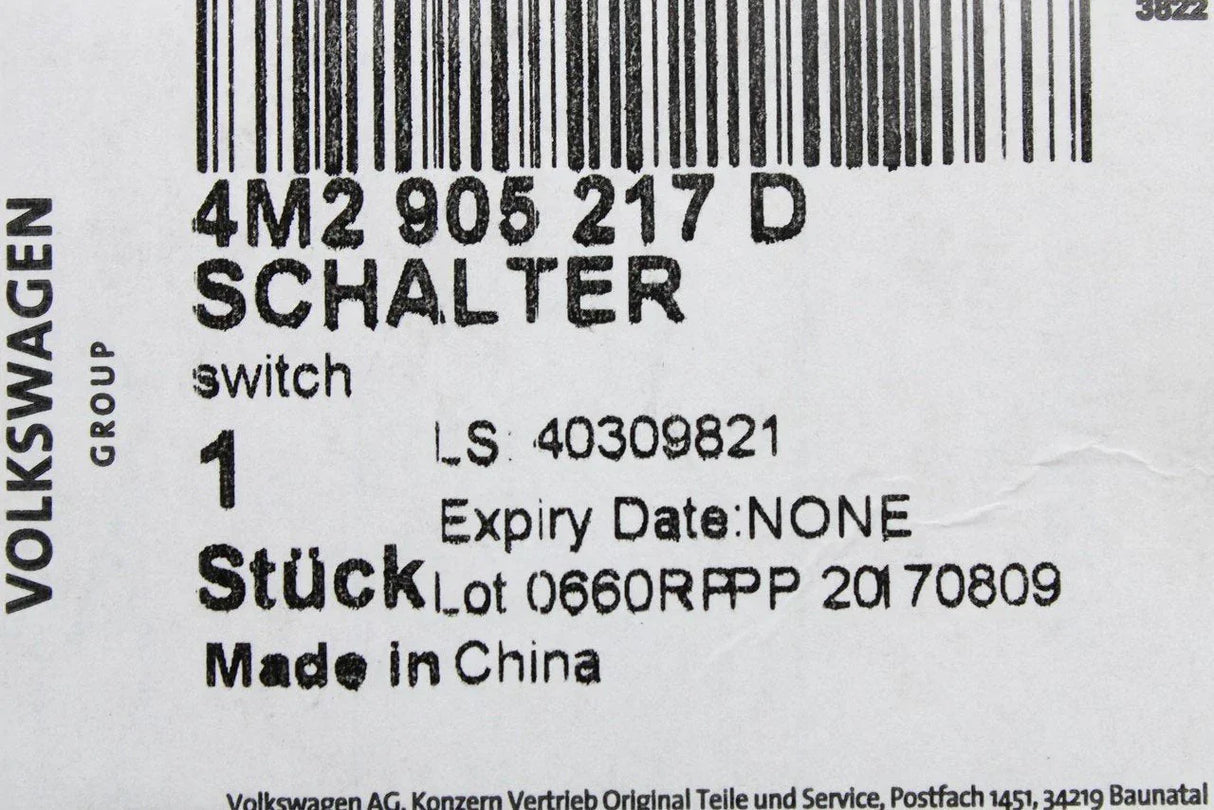 3822
4M2 905 217 D
SCHALTER
switch
1
LS: 40309821
Expiry Date:NONE
Stück
Lot 0660RPPP 20170809
Made in China
VOLKSWAGEN
GROUP
Volkswagen AG, Konzern Vertrieb Original Teile und Service, Postfach 1451, 34219 Baunatal